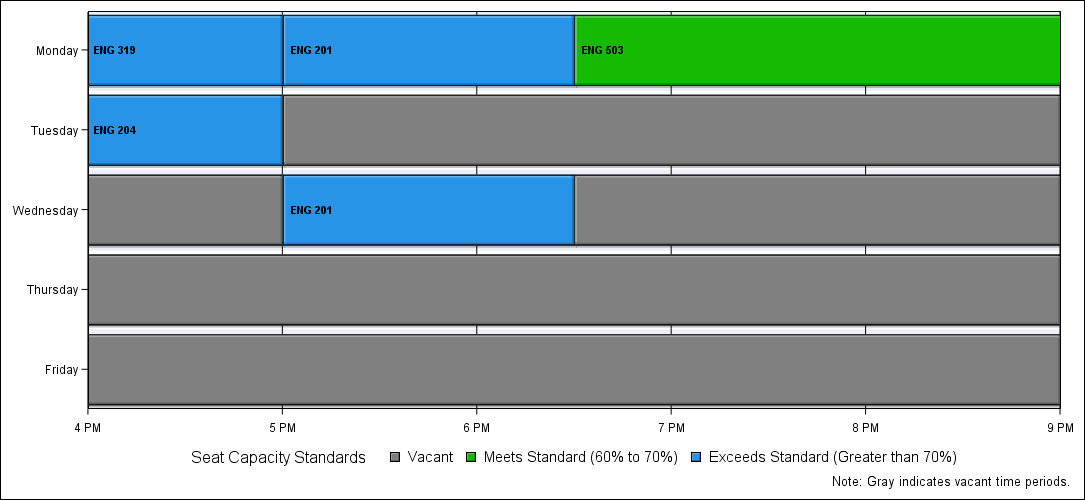 Monday ENG 319 ENG 201 ENG 503
Tuesday ENG 204
Wednesday ENG 201
Thursday
Friday
4 PM 5 PM 6 PM 7 PM 8 PM 9 PM
Seat Capacity Standards Vacant Meets Standard (60% to 70%) Exceeds Standard (Greater than 70%)
Note: Gray indicates vacant time periods.